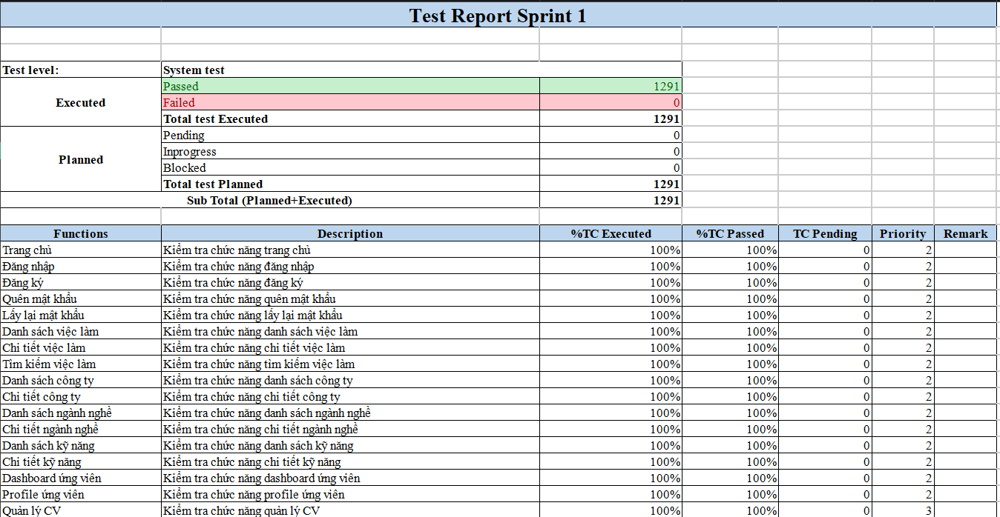 Test Report Sprint 1
Test level: System test
Executed
Passed 1291
Failed 0
Total test Executed 1291
Planned
Pending 0
Inprogress 0
Blocked 0
Total test Planned 1291
Sub Total (Planned+Executed) 1291
Functions Description %TC Executed %TC Passed TC Pending Priority Remark
Trang chủ Kiểm tra chức năng trang chủ 100% 100% 0 2
Đăng nhập Kiểm tra chức năng đăng nhập 100% 100% 0 2
Đăng ký Kiểm tra chức năng đăng ký 100% 100% 0 2
Quên mật khẩu Kiểm tra chức năng quên mật khẩu 100% 100% 0 2
Lấy lại mật khẩu Kiểm tra chức năng lấy lại mật khẩu 100% 100% 0 2
Danh sách việc làm Kiểm tra chức năng danh sách việc làm 100% 100% 0 2
Chi tiết việc làm Kiểm tra chức năng chi tiết việc làm 100% 100% 0 2
Tìm kiếm việc làm Kiểm tra chức năng tìm kiếm việc làm 100% 100% 0 2
Danh sách công ty Kiểm tra chức năng danh sách công ty 100% 100% 0 2
Chi tiết công ty Kiểm tra chức năng chi tiết công ty 100% 100% 0 2
Danh sách ngành nghề Kiểm tra chức năng danh sách ngành nghề 100% 100% 0 2
Chi tiết ngành nghề Kiểm tra chức năng chi tiết ngành nghề 100% 100% 0 2
Danh sách kỹ năng Kiểm tra chức năng danh sách kỹ năng 100% 100% 0 2
Chi tiết kỹ năng Kiểm tra chức năng chi tiết kỹ năng 100% 100% 0 2
Dashboard ứng viên Kiểm tra chức năng dashboard ứng viên 100% 100% 0 2
Profile ứng viên Kiểm tra chức năng profile ứng viên 100% 100% 0 2
Quản lý CV Kiểm tra chức năng quản lý CV 100% 100% 0 3